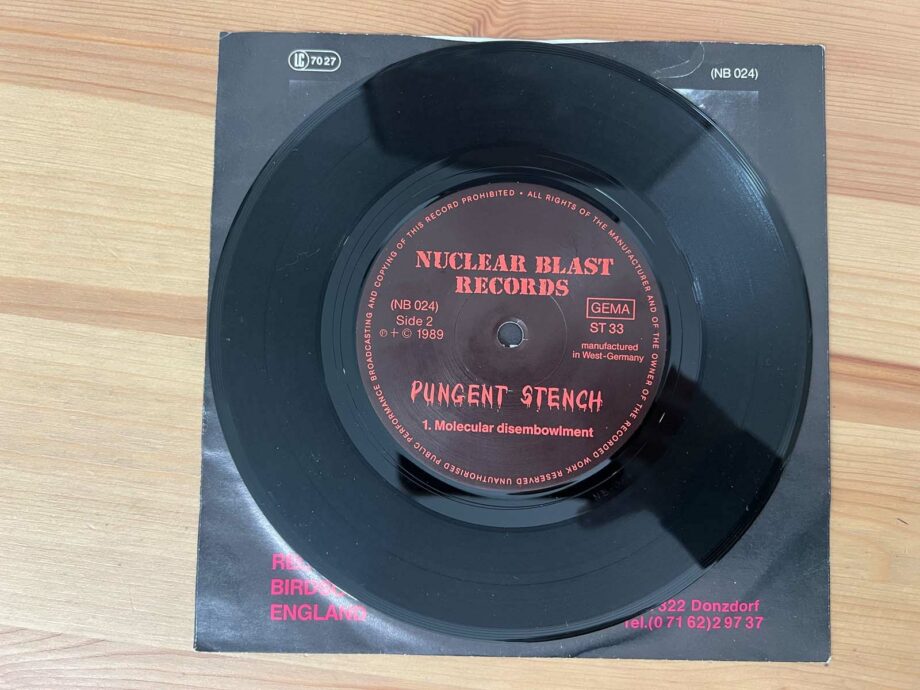 LC 7027
(NB 024)
ALL RIGHTS OF THE MANUFACTURER AND OF THE OWNER OF THE RECORDED WORK RESERVED UNAUTHORISED PUBLIC PERFORMANCE BROADCASTING AND COPYING OF THIS RECORD PROHIBITED •
NUCLEAR BLAST
RECORDS
(NB 024)
Side 2
℗ + © 1989
GEMA
ST 33
manufactured
in West-Germany
PUNGENT STENCH
1. Molecular disembowlment
ENGLAND
322 Donzdorf
Tel.(0 71 62)2 97 37